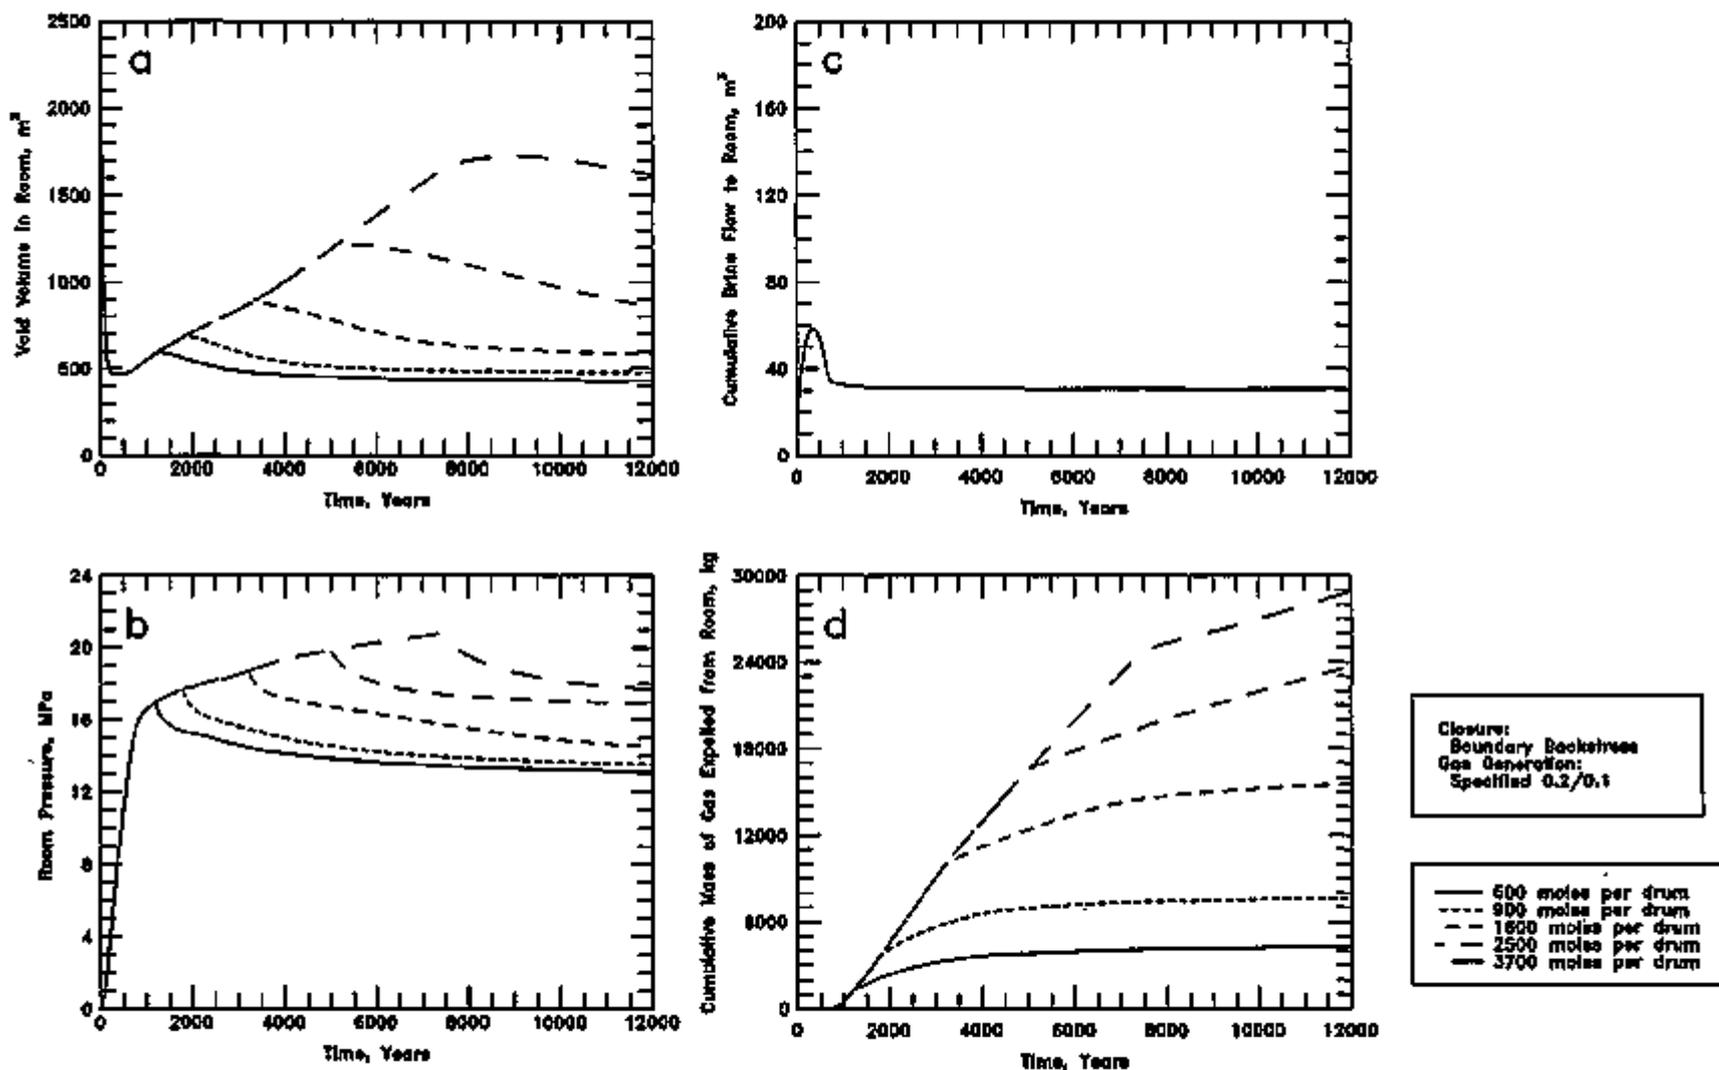 a
2500
2000
1500
1000
500
0
0 2000 4000 6000 8000 10000 12000
Void Volume in Room, m³
Time, Years
c
200
160
120
80
40
0
0 2000 4000 6000 8000 10000 12000
Cumulative Brine Flow to Room, m³
Time, Years
b
24
20
16
12
8
4
0
0 2000 4000 6000 8000 10000 12000
Room Pressure, MPa
Time, Years
d
30000
24000
18000
12000
6000
0
0 2000 4000 6000 8000 10000 12000
Cumulative Mass of Gas Expelled from Room, kg
Time, Years
Closure:
Boundary Backstress
Gas Generation:
Specified 0.2/0.1
600 moles per drum
900 moles per drum
1600 moles per drum
2500 moles per drum
3700 moles per drum